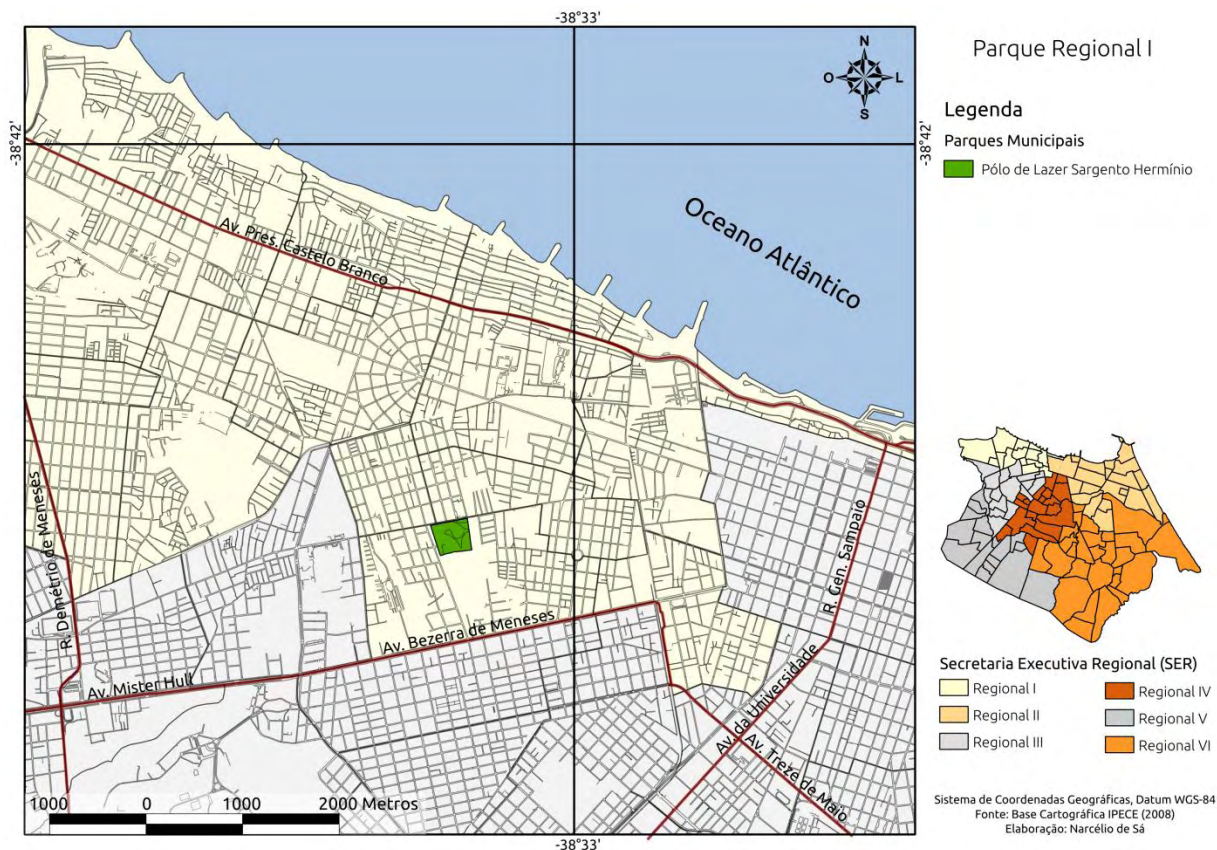 -38°33'
Parque Regional I
N
O
L
S
Legenda
Parques Municipais
Pólo de Lazer Sargento Hermínio
-38°42'
-38°42'
Oceano Atlântico
Av. Pres. Castelo Branco
R. Demétrio de Meneses
R. Gen. Sampaio
Av. Bezerra de Meneses
Av. Mister Hull
Av. da Universidade
Av. Treze de Maio
1000 0 1000 2000 Metros
-38°33'
Secretaria Executiva Regional (SER)
Regional I
Regional IV
Regional II
Regional V
Regional III
Regional VI
Sistema de Coordenadas Geográficas, Datum WGS-84
Fonte: Base Cartográfica IPECE (2008)
Elaboração: Narcélio de Sá